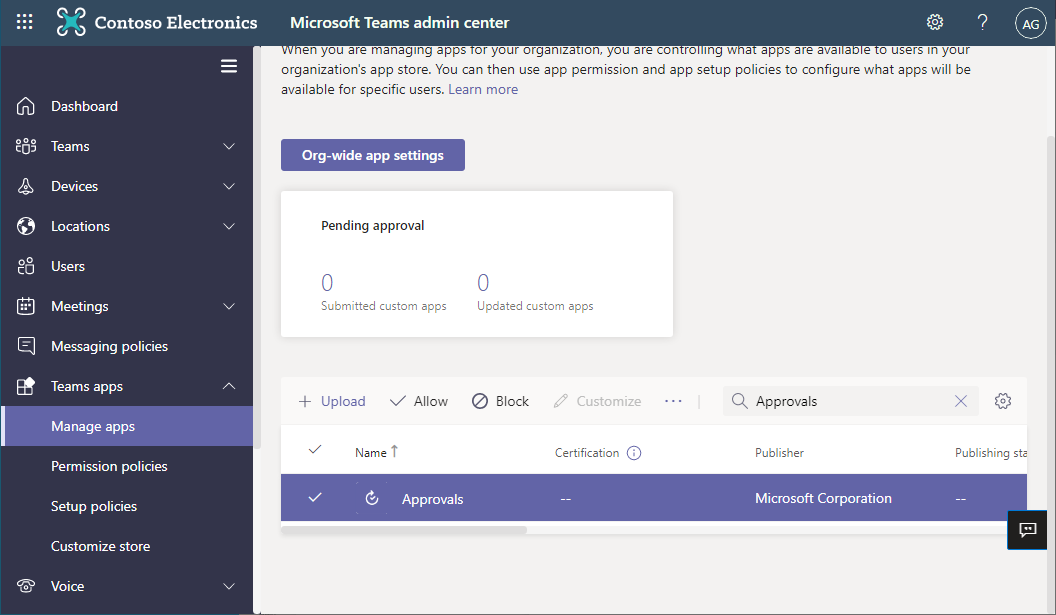 Contoso Electronics Microsoft Teams admin center ? AG
When you are managing apps for your organization, you are controlling what apps are available to users in your
organization's app store. You can then use app permission and app setup policies to configure what apps will be
available for specific users. Learn more
Dashboard
Teams
Devices
Locations
Users
Meetings
Messaging policies
Teams apps
Manage apps
Permission policies
Setup policies
Customize store
Voice
Org-wide app settings
Pending approval
0 0
Submitted custom apps Updated custom apps
+ Upload Allow Block Customize ... Approvals
Name ↑ Certification Publisher Publishing sta
Approvals -- Microsoft Corporation --